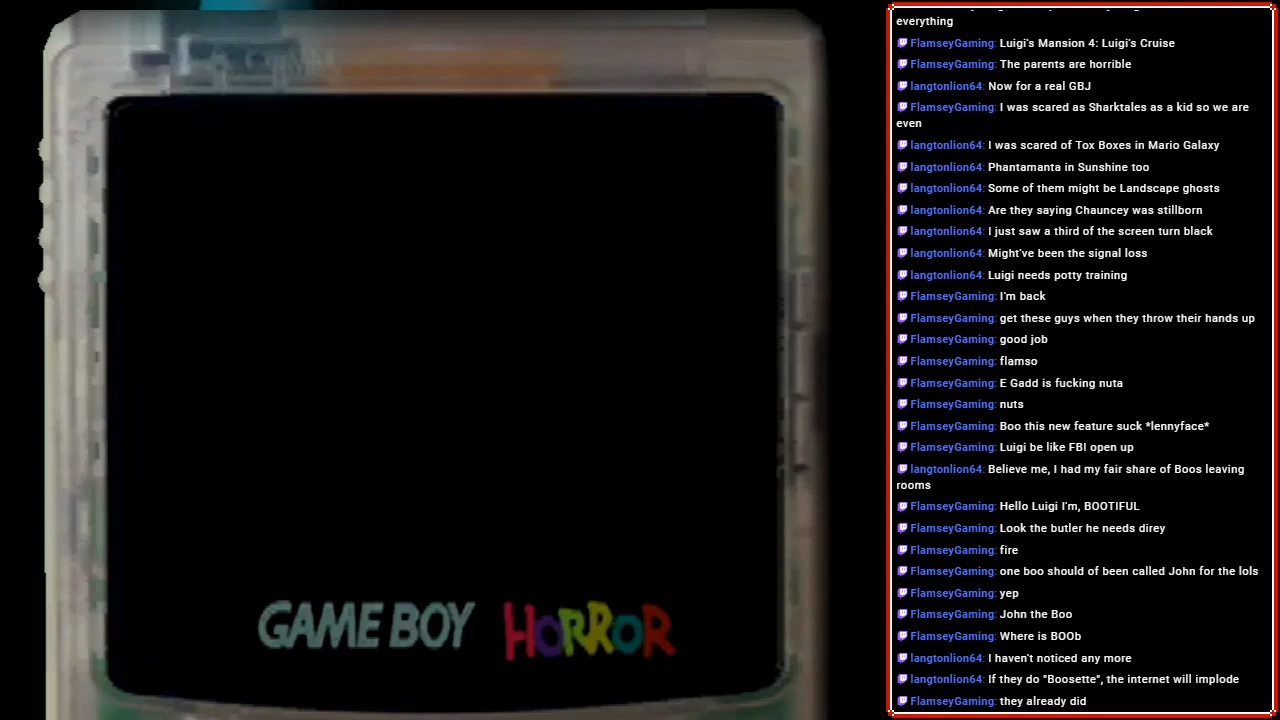 everything
FlamseyGaming: Luigi's Mansion 4: Luigi's Cruise
FlamseyGaming: The parents are horrible
langtonlion64: Now for a real GBJ
FlamseyGaming: I was scared as Sharktales as a kid so we are
even
langtonlion64: I was scared of Tox Boxes in Mario Galaxy
langtonlion64: Phantamanta in Sunshine too
langtonlion64: Some of them might be Landscape ghosts
langtonlion64: Are they saying Chauncey was stillborn
langtonlion64: I just saw a third of the screen turn black
langtonlion64: Might've been the signal loss
langtonlion64: Luigi needs potty training
FlamseyGaming: I'm back
FlamseyGaming: get these guys when they throw their hands up
FlamseyGaming: good job
FlamseyGaming: flamso
FlamseyGaming: E Gadd is fucking nuta
FlamseyGaming: nuts
FlamseyGaming: Boo this new feature suck *lennyface*
FlamseyGaming: Luigi be like FBI open up
langtonlion64: Believe me, I had my fair share of Boos leaving
rooms
FlamseyGaming: Hello Luigi I'm, BOOTIFUL
FlamseyGaming: Look the butler he needs direy
FlamseyGaming: fire
FlamseyGaming: one boo should of been called John for the lols
FlamseyGaming: yep
FlamseyGaming: John the Boo
FlamseyGaming: Where is BOOb
langtonlion64: I haven't noticed any more
langtonlion64: If they do "Boosette", the internet will implode
FlamseyGaming: they already did
GAME BOY HORROR